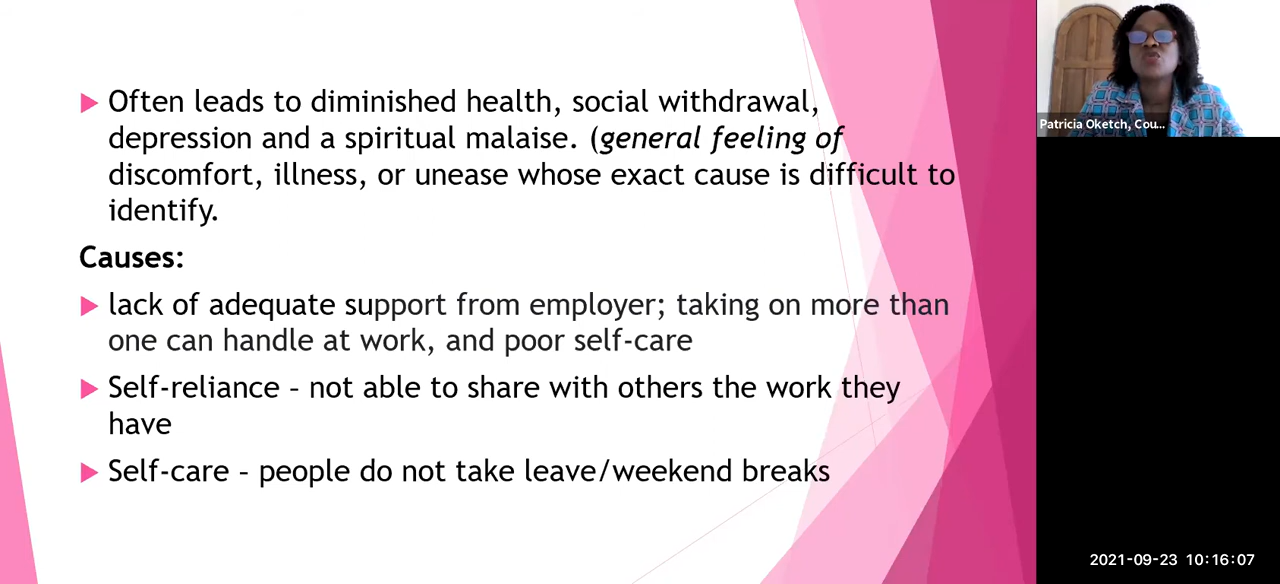 Often leads to diminished health, social withdrawal,
depression and a spiritual malaise. (general feeling of
discomfort, illness, or unease whose exact cause is difficult to
identify.
Causes:
lack of adequate support from employer; taking on more than
one can handle at work, and poor self-care
Self-reliance – not able to share with others the work they
have
Self-care – people do not take leave/weekend breaks
Patricia Oketch, Cou...
2021-09-23 10:16:07